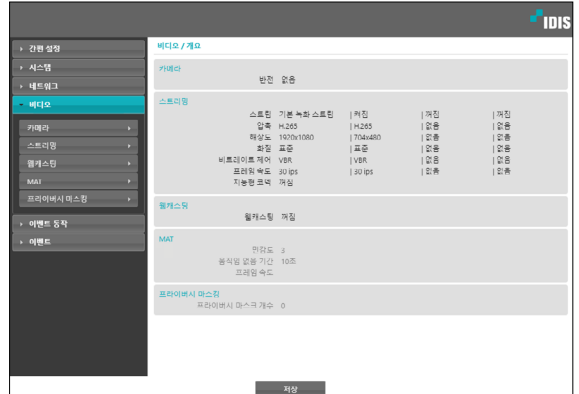 IDIS
간편 설정
시스템
네트워크
비디오
카메라
스트리밍
웹캐스팅
MAT
프라이버시 마스킹
이벤트 동작
이벤트
비디오 / 개요
카메라
반전 없음
스트리밍
스트림 기본 녹화 스트림 | 켜짐 | 꺼짐 | 꺼짐
압축 H.265 | H.265 | 없음 | 없음
해상도 1920x1080 | 704x480 | 없음 | 없음
화질 표준 | 표준 | 없음 | 없음
비트레이트 제어 VBR | VBR | 없음 | 없음
프레임 속도 30 ips | 30 ips | 없음 | 없음
지능형 코덱 꺼짐
웹캐스팅
웹캐스팅 꺼짐
MAT
민감도 3
움직임 없음 기간 10초
프레임 속도
프라이버시 마스킹
프라이버시 마스크 개수 0
저장